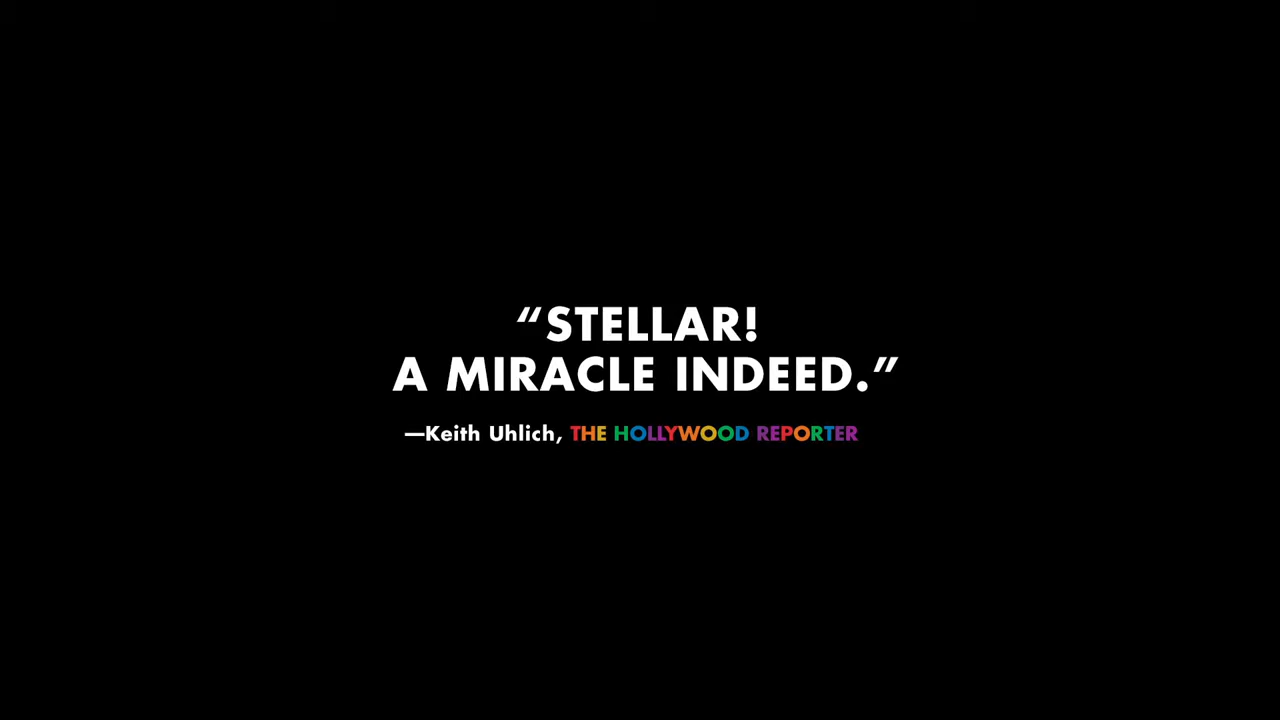 “STELLAR!
A MIRACLE INDEED.”
—Keith Uhlich, THE HOLLYWOOD REPORTER